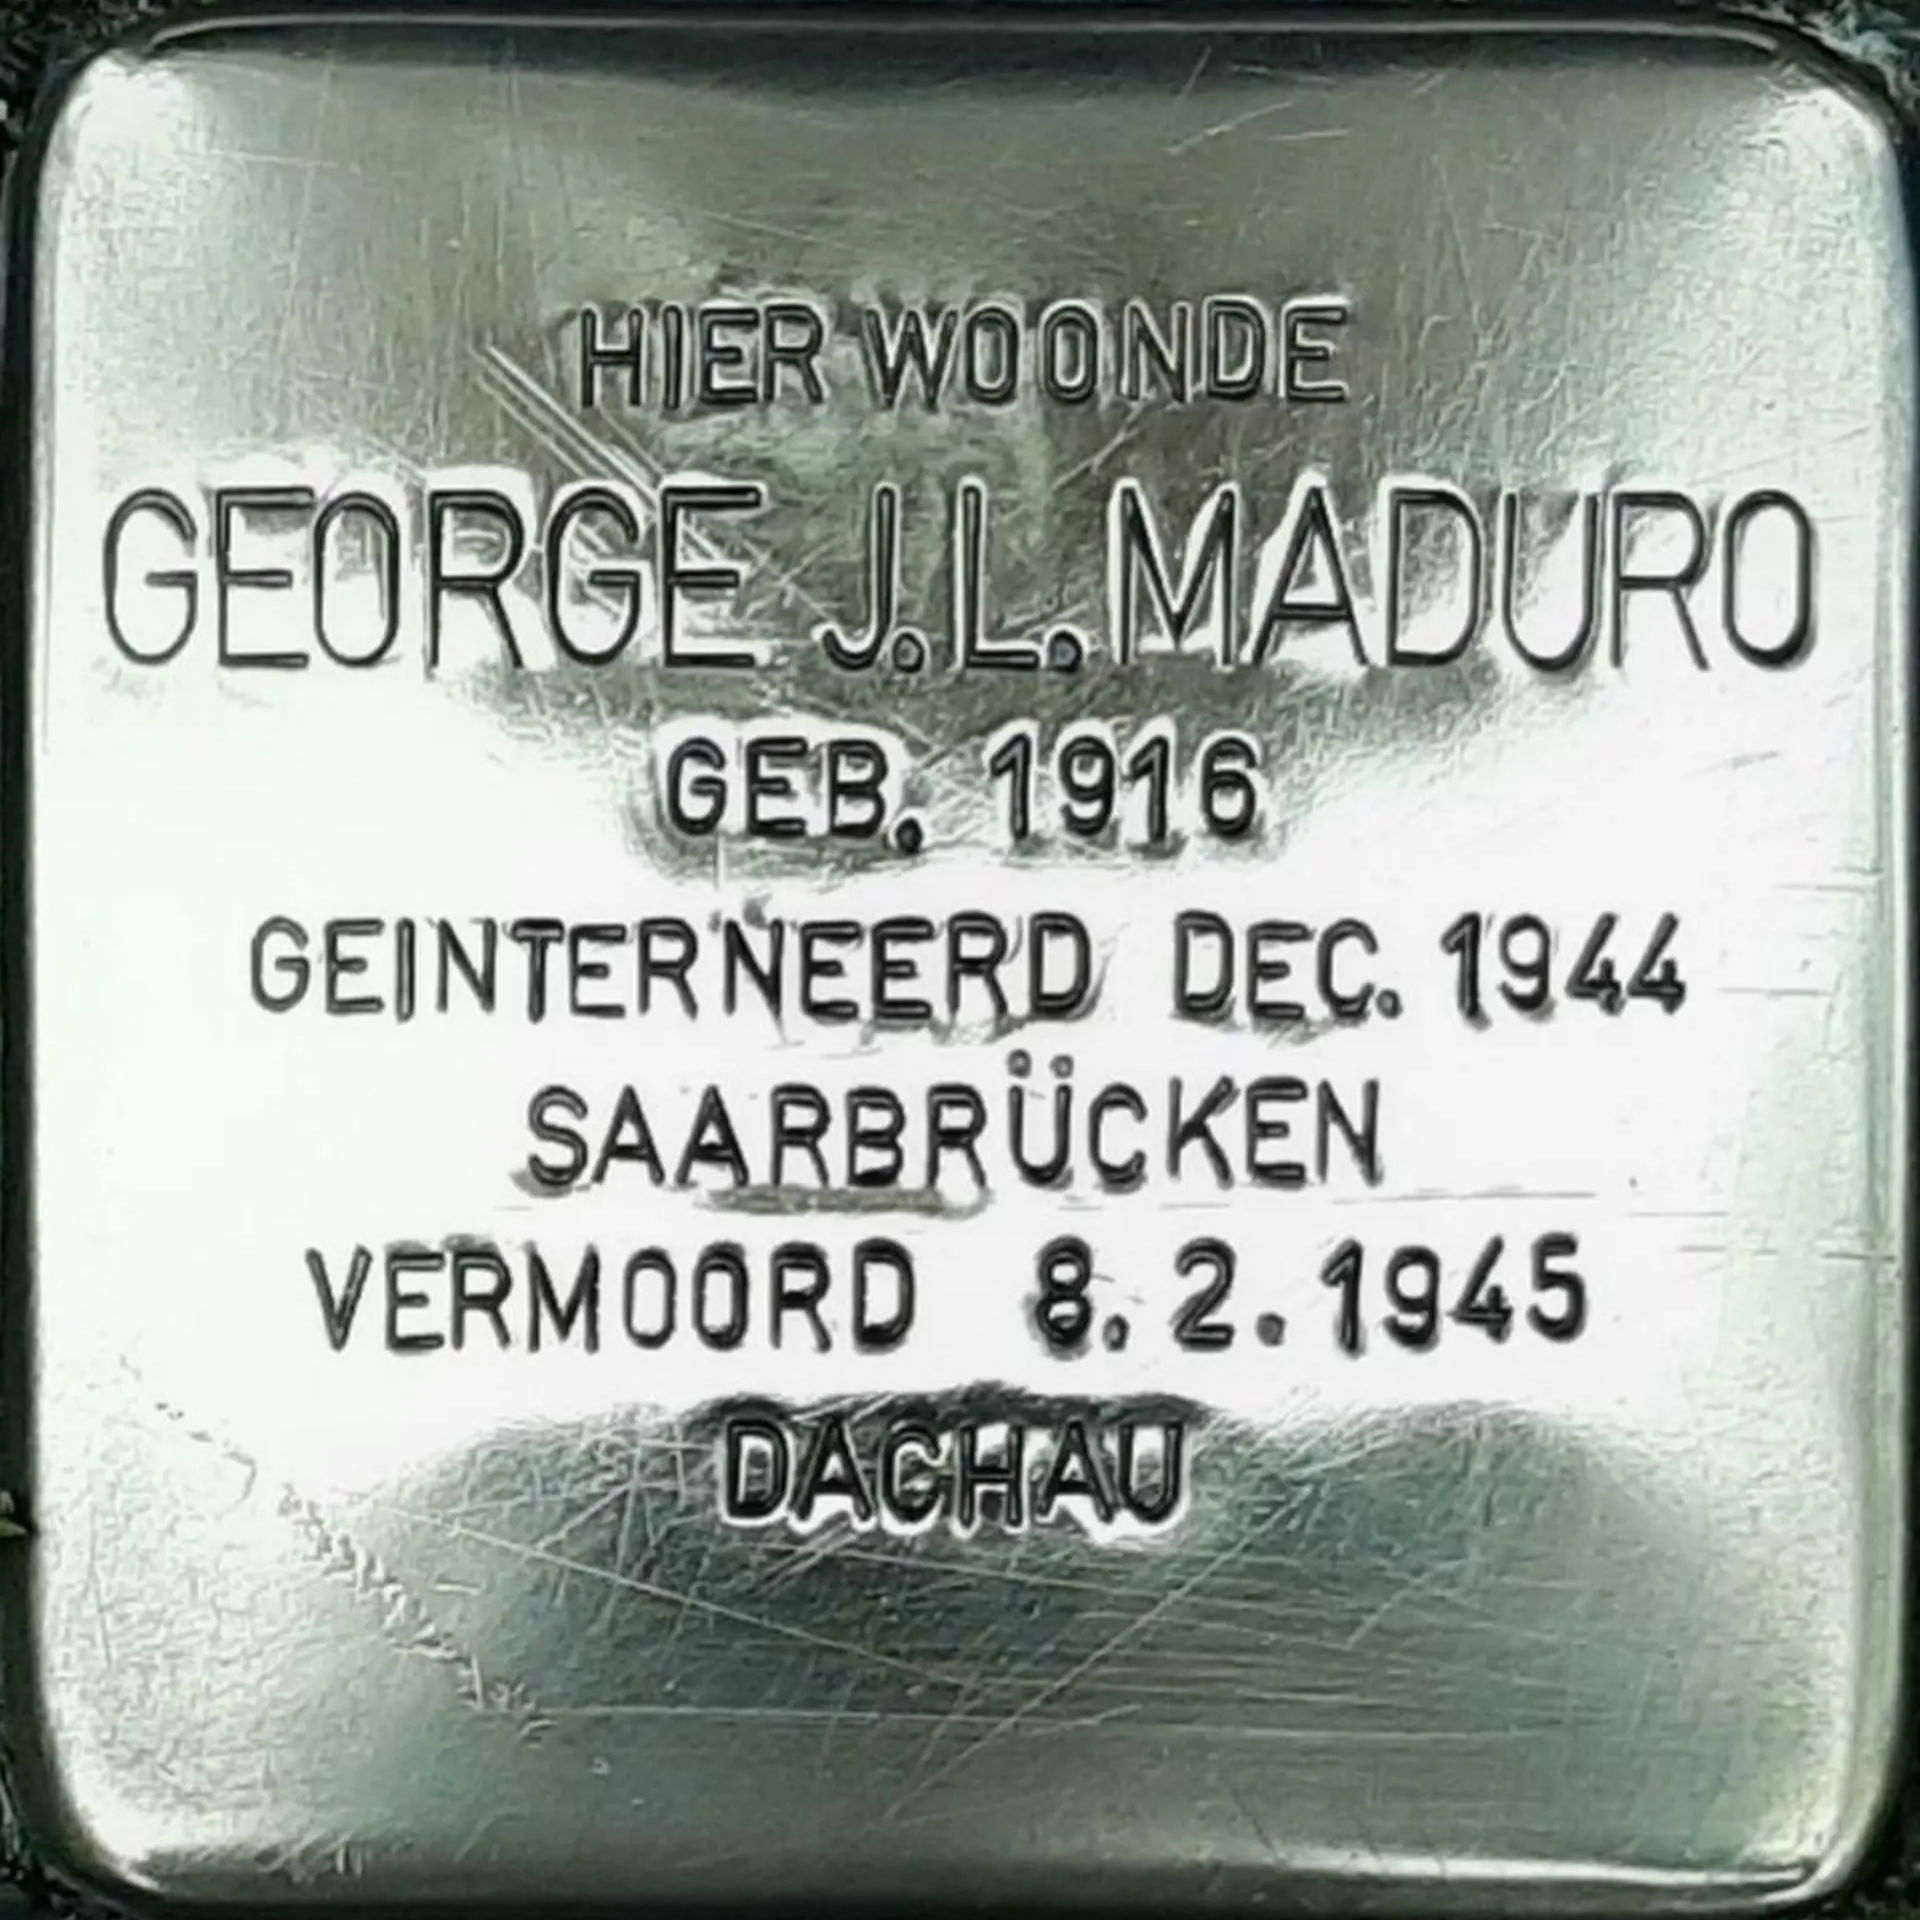 HIER WOONDE
GEORGE J.L. MADURO
GEB. 1916
GEINTERNEERD DEC. 1944
SAARBRÜCKEN
VERMOORD 8.2.1945
DACHAU